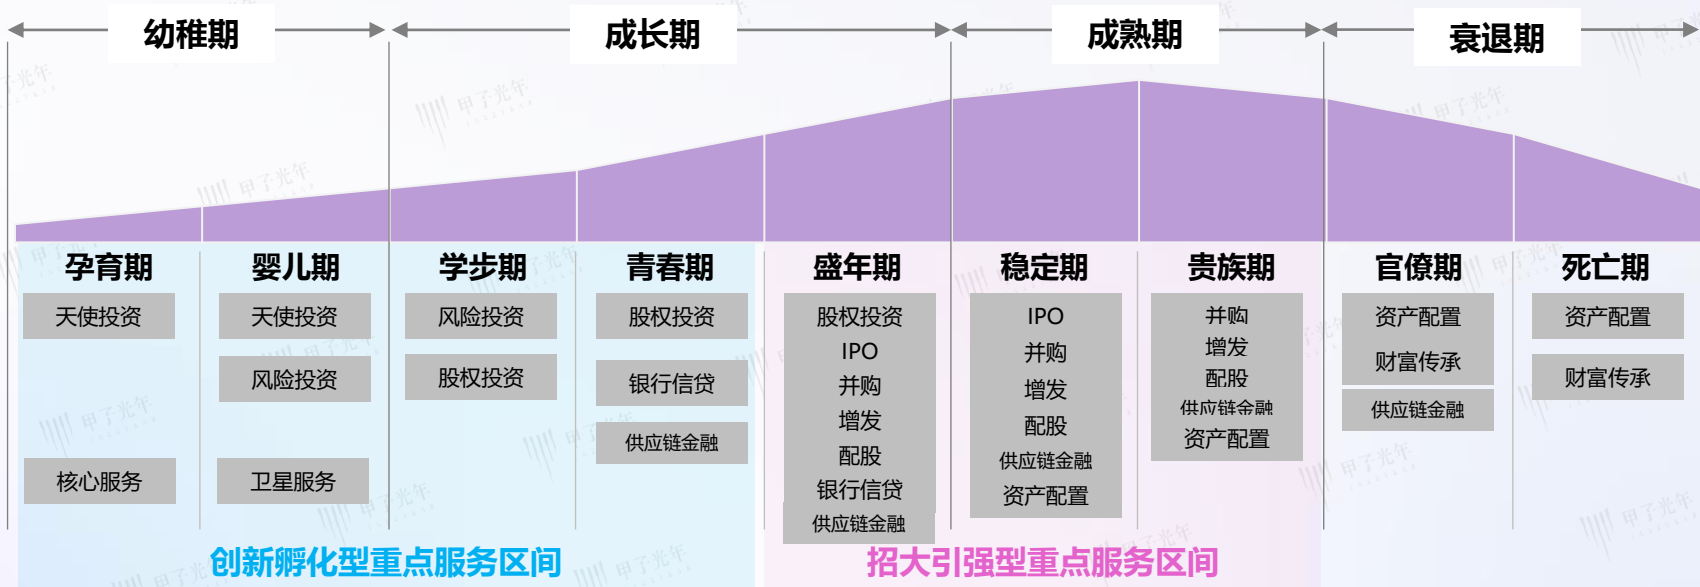 幼稚期
成长期
成熟期
衰退期
孕育期
婴儿期
学步期
青春期
盛年期
稳定期
贵族期
官僚期
死亡期
天使投资
核心服务
天使投资
风险投资
卫星服务
风险投资
股权投资
股权投资
银行信贷
供应链金融
股权投资
IPO
并购
增发
配股
银行信贷
供应链金融
IPO
并购
增发
配股
供应链金融
资产配置
并购
增发
配股
供应链金融
资产配置
资产配置
财富传承
供应链金融
资产配置
财富传承
创新孵化型重点服务区间
招大引强型重点服务区间
甲子光年